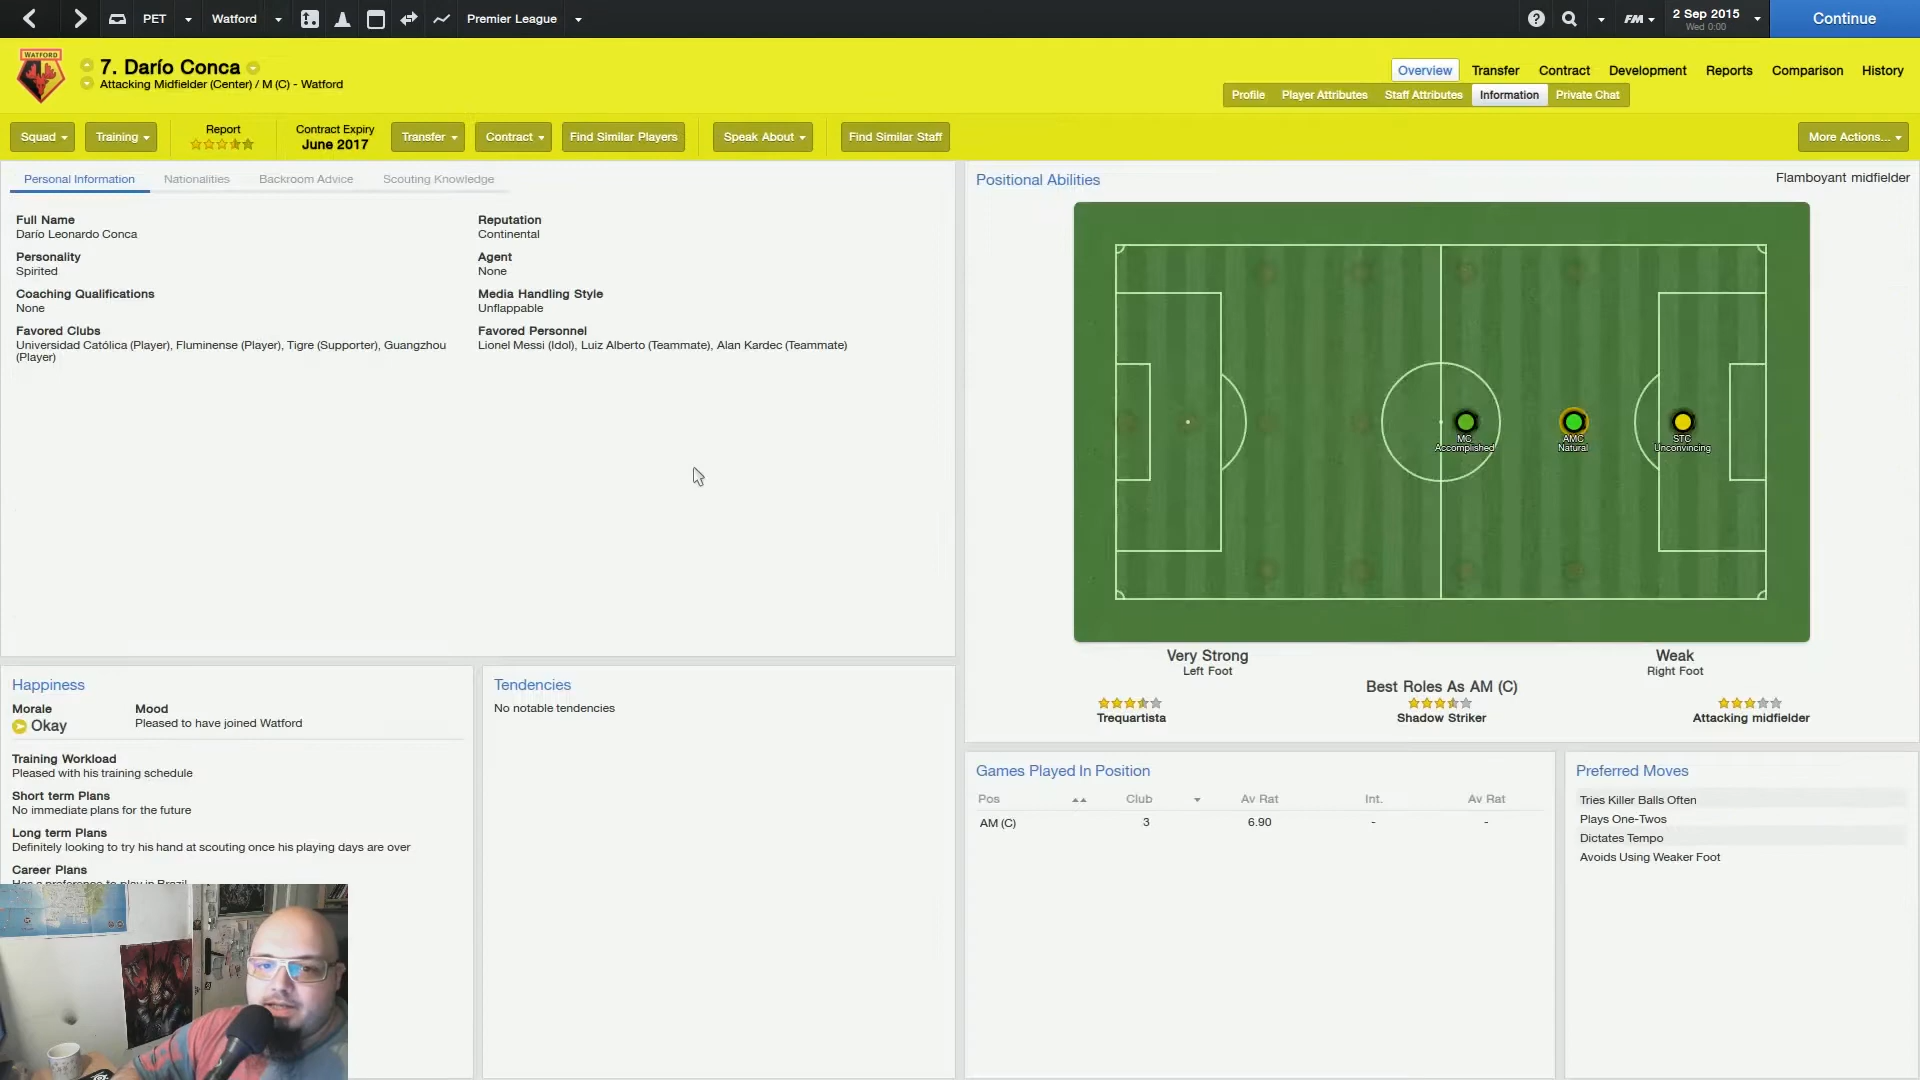 PET
Watford
Premier League
FM
2 Sep 2015
Wed 0:00
Continue
WATFORD
7. Darío Conca
Attacking Midfielder (Center) / M (C) - Watford
Overview
Transfer
Contract
Development
Reports
Comparison
History
Profile
Player Attributes
Staff Attributes
Information
Private Chat
Squad
Training
Report
Contract Expiry
June 2017
Transfer
Contract
Find Similar Players
Speak About
Find Similar Staff
More Actions...
Personal Information
Nationalities
Backroom Advice
Scouting Knowledge
Full Name
Darío Leonardo Conca
Personality
Spirited
Coaching Qualifications
None
Favored Clubs
Universidad Católica (Player), Fluminense (Player), Tigre (Supporter), Guangzhou
(Player)
Reputation
Continental
Agent
None
Media Handling Style
Unflappable
Favored Personnel
Lionel Messi (Idol), Luiz Alberto (Teammate), Alan Kardec (Teammate)
Positional Abilities
Flamboyant midfielder
MC
Accomplished
AMC
Natural
STC
Unconvincing
Very Strong
Left Foot
Weak
Right Foot
Best Roles As AM (C)
Trequartista
Shadow Striker
Attacking midfielder
Happiness
Morale
Okay
Mood
Pleased to have joined Watford
Training Workload
Pleased with his training schedule
Short term Plans
No immediate plans for the future
Long term Plans
Definitely looking to try his hand at scouting once his playing days are over
Career Plans
Has a preference to play in Brazil
Tendencies
No notable tendencies
Games Played In Position
Pos Club Av Rat Int. Av Rat
AM (C) 3 6.90 - -
Preferred Moves
Tries Killer Balls Often
Plays One-Twos
Dictates Tempo
Avoids Using Weaker Foot